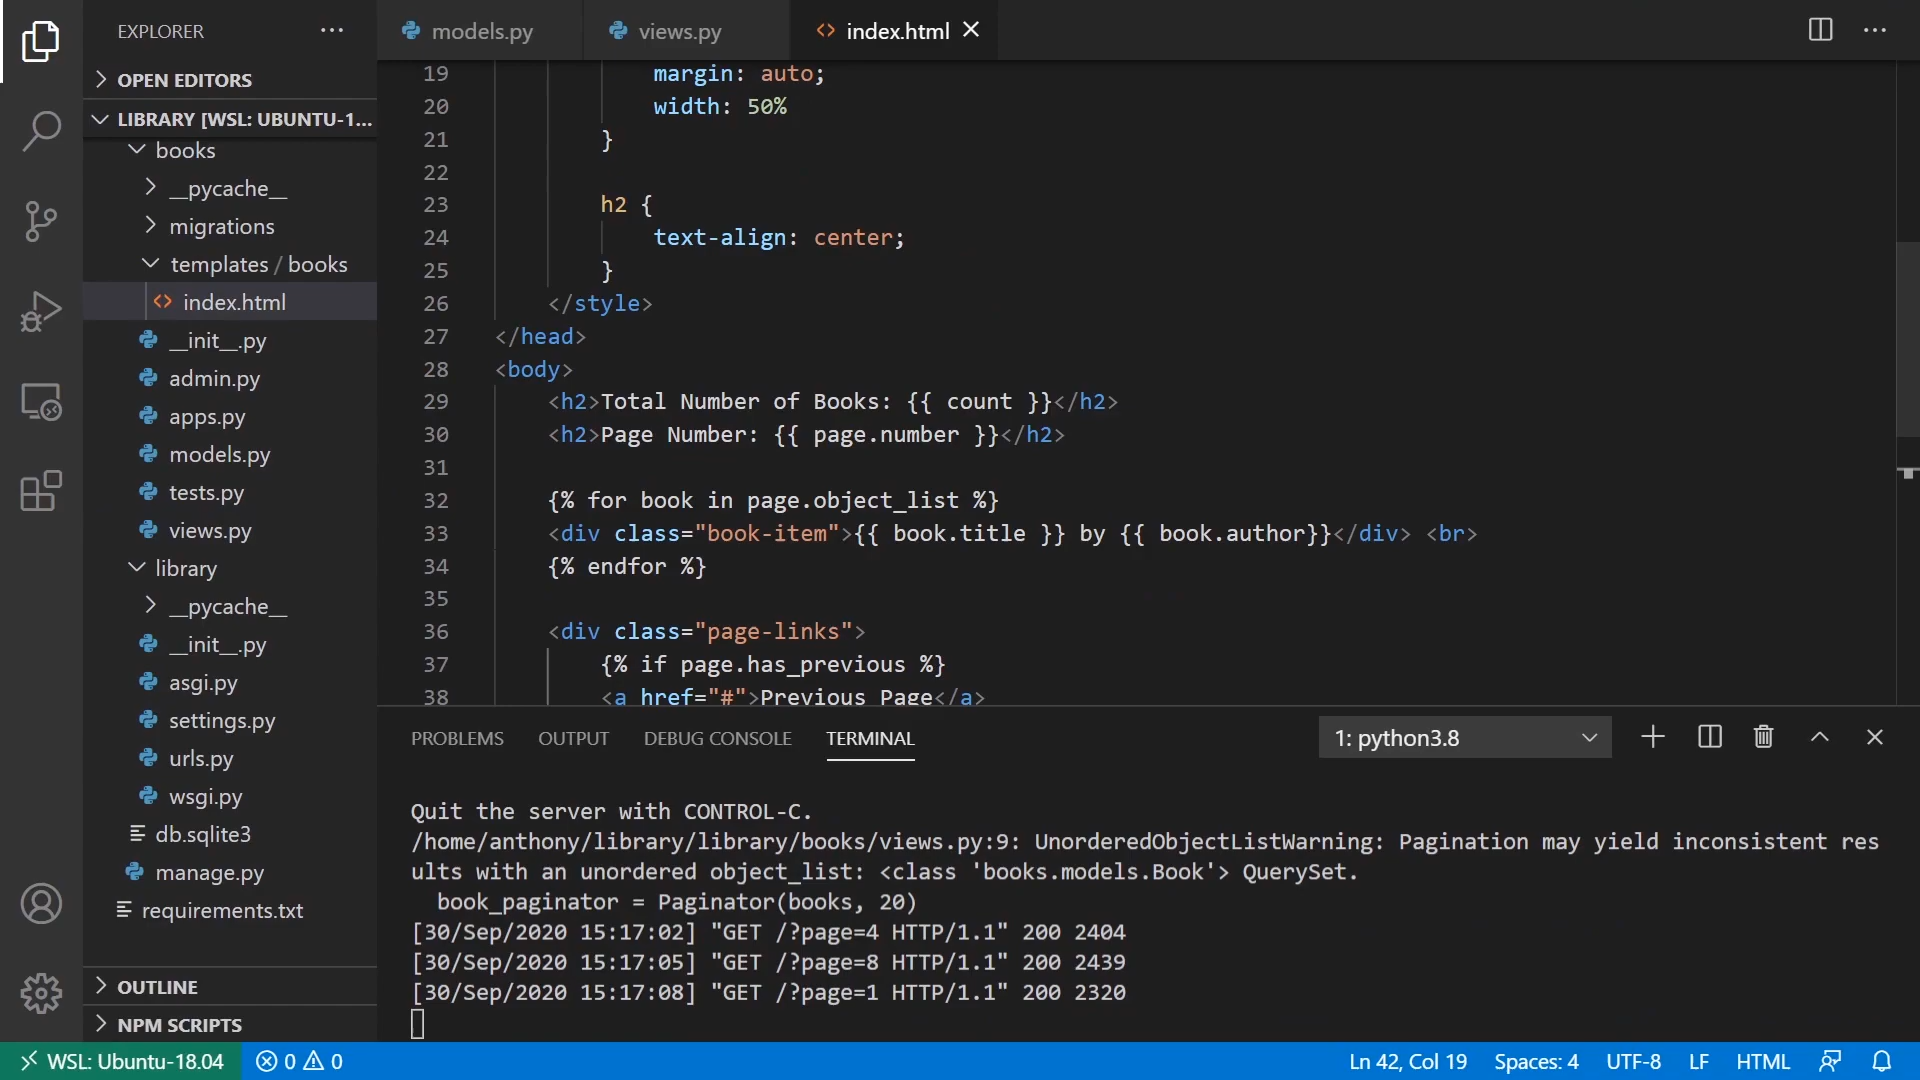 EXPLORER
OPEN EDITORS
LIBRARY [WSL: UBUNTU-1...
books
__pycache__
migrations
templates / books
index.html
__init__.py
admin.py
apps.py
models.py
tests.py
views.py
library
__pycache__
__init__.py
asgi.py
settings.py
urls.py
wsgi.py
db.sqlite3
manage.py
requirements.txt
OUTLINE
NPM SCRIPTS
models.py views.py index.html
19 margin: auto;
20 width: 50%
21 }
22
23 h2 {
24 text-align: center;
25 }
26 </style>
27 </head>
28 <body>
29 <h2>Total Number of Books: {{ count }}</h2>
30 <h2>Page Number: {{ page.number }}</h2>
31
32 {% for book in page.object_list %}
33 <div class="book-item">{{ book.title }} by {{ book.author}}</div> <br>
34 {% endfor %}
35
36 <div class="page-links">
37 {% if page.has_previous %}
38 <a href="#">Previous Page</a>
PROBLEMS OUTPUT DEBUG CONSOLE TERMINAL 1: python3.8
Quit the server with CONTROL-C.
/home/anthony/library/library/books/views.py:9: UnorderedObjectListWarning: Pagination may yield inconsistent res
ults with an unordered object_list: <class 'books.models.Book'> QuerySet.
book_paginator = Paginator(books, 20)
[30/Sep/2020 15:17:02] "GET /?page=4 HTTP/1.1" 200 2404
[30/Sep/2020 15:17:05] "GET /?page=8 HTTP/1.1" 200 2439
[30/Sep/2020 15:17:08] "GET /?page=1 HTTP/1.1" 200 2320
WSL: Ubuntu-18.04 0 0 Ln 42, Col 19 Spaces: 4 UTF-8 LF HTML